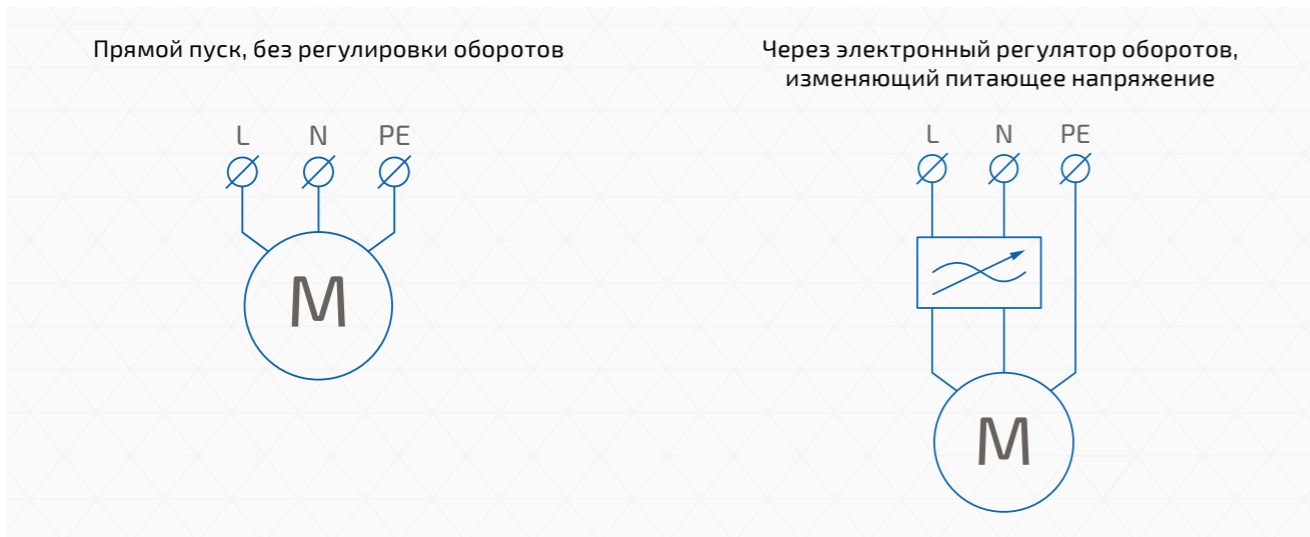 Прямой пуск, без регулировки оборотов
L N PE
M
Через электронный регулятор оборотов,
изменяющий питающее напряжение
L N PE
M